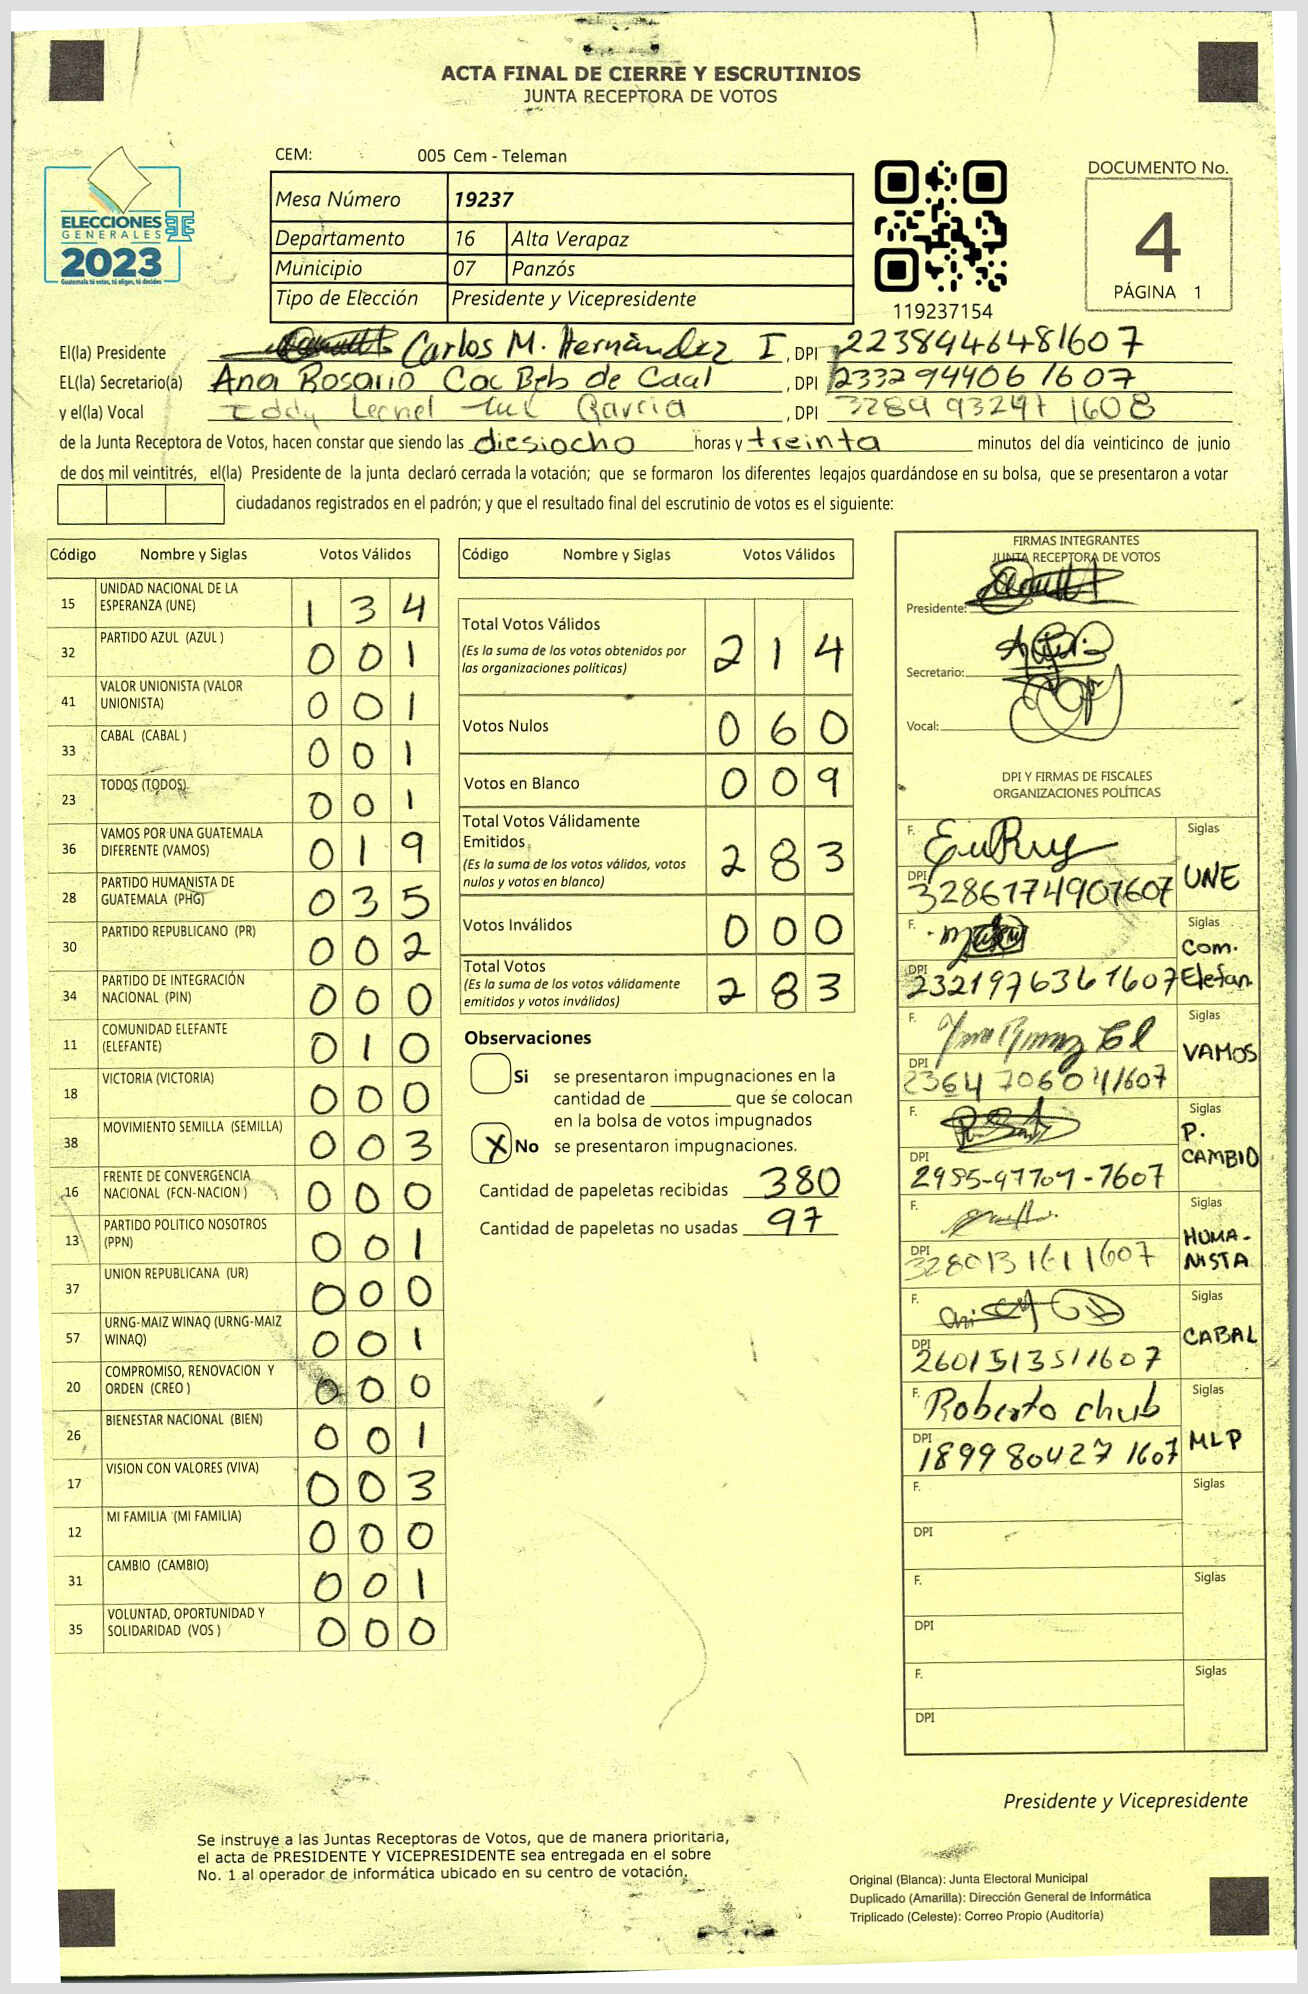 ACTA FINAL DE CIERRE Y ESCRUTINIOS
JUNTA RECEPTORA DE VOTOS
CEM: 005 Cem - Teleman
ELECCIONES
GENERALES
2023
Guatemala tú votas, tú eliges, tú decides
Mesa Número 19237
Departamento 16 Alta Verapaz
Municipio 07 Panzós
Tipo de Elección Presidente y Vicepresidente
119237154
DOCUMENTO No.
4
PÁGINA 1
El(la) Presidente Carlos M. Hernández I , DPI 22389446481607
EL(la) Secretario(a) Ana Rosario Coc Beb de Caal , DPI 2332944061607
y el(la) Vocal Eddy Leonel García , DPI 3289932971608
de la Junta Receptora de Votos, hacen constar que siendo las diesiocho horas y treinta minutos del día veinticinco de junio
de dos mil veintitrés, el(la) Presidente de la junta declaró cerrada la votación; que se formaron los diferentes legajos guardándose en su bolsa, que se presentaron a votar
ciudadanos registrados en el padrón; y que el resultado final del escrutinio de votos es el siguiente:
Código Nombre y Siglas Votos Válidos
15 UNIDAD NACIONAL DE LA ESPERANZA (UNE) 1 3 4
32 PARTIDO AZUL (AZUL ) 0 0 1
41 VALOR UNIONISTA (VALOR UNIONISTA) 0 0 1
33 CABAL (CABAL ) 0 0 1
23 TODOS (TODOS) 0 0 1
36 VAMOS POR UNA GUATEMALA DIFERENTE (VAMOS) 0 1 9
28 PARTIDO HUMANISTA DE GUATEMALA (PHG) 0 3 5
30 PARTIDO REPUBLICANO (PR) 0 0 2
34 PARTIDO DE INTEGRACIÓN NACIONAL (PIN) 0 0 0
11 COMUNIDAD ELEFANTE (ELEFANTE) 0 1 0
18 VICTORIA (VICTORIA) 0 0 0
38 MOVIMIENTO SEMILLA (SEMILLA) 0 0 3
16 FRENTE DE CONVERGENCIA NACIONAL (FCN-NACION ) 0 0 0
13 PARTIDO POLITICO NOSOTROS (PPN) 0 0 1
37 UNION REPUBLICANA (UR) 0 0 0
57 URNG-MAIZ WINAQ (URNG-MAIZ WINAQ) 0 0 1
20 COMPROMISO, RENOVACION Y ORDEN (CREO ) 0 0 0
26 BIENESTAR NACIONAL (BIEN) 0 0 1
17 VISION CON VALORES (VIVA) 0 0 3
12 MI FAMILIA (MI FAMILIA) 0 0 0
31 CAMBIO (CAMBIO) 0 0 1
35 VOLUNTAD, OPORTUNIDAD Y SOLIDARIDAD (VOS ) 0 0 0
Código Nombre y Siglas Votos Válidos
Total Votos Válidos 2 1 4
(Es la suma de los votos obtenidos por
las organizaciones políticas)
Votos Nulos 0 6 0
Votos en Blanco 0 0 9
Total Votos Válidamente
Emitidos 2 8 3
(Es la suma de los votos válidos, votos
nulos y votos en blanco)
Votos Inválidos 0 0 0
Total Votos 2 8 3
(Es la suma de los votos válidamente
emitidos y votos inválidos)
Observaciones
Si se presentaron impugnaciones en la
cantidad de ________ que se colocan
en la bolsa de votos impugnados
X No se presentaron impugnaciones.
Cantidad de papeletas recibidas 380
Cantidad de papeletas no usadas 97
FIRMAS INTEGRANTES
JUNTA RECEPTORA DE VOTOS
Presidente:
Secretario:
Vocal:
DPI Y FIRMAS DE FISCALES
ORGANIZACIONES POLÍTICAS
F. Siglas
DPI 3286174907607 UNE
F. Siglas
DPI 2321976361607 Com. Elefan.
F. Siglas
DPI 2364706041607 VAMOS
F. Siglas
DPI 2995-97709-7607 P. CAMBIO
F. Siglas
DPI 3280131611607 HUMA-NISTA
F. Siglas
DPI 2601513511607 CABAL
F. Roberto Chub Siglas
DPI 1899804271607 MLP
F. Siglas
DPI
F. Siglas
DPI
F. Siglas
DPI
Presidente y Vicepresidente
Se instruye a las Juntas Receptoras de Votos, que de manera prioritaria,
el acta de PRESIDENTE Y VICEPRESIDENTE sea entregada en el sobre
No. 1 al operador de informática ubicado en su centro de votación.
Original (Blanca): Junta Electoral Municipal
Duplicado (Amarilla): Dirección General de Informática
Triplicado (Celeste): Correo Propio (Auditoría)